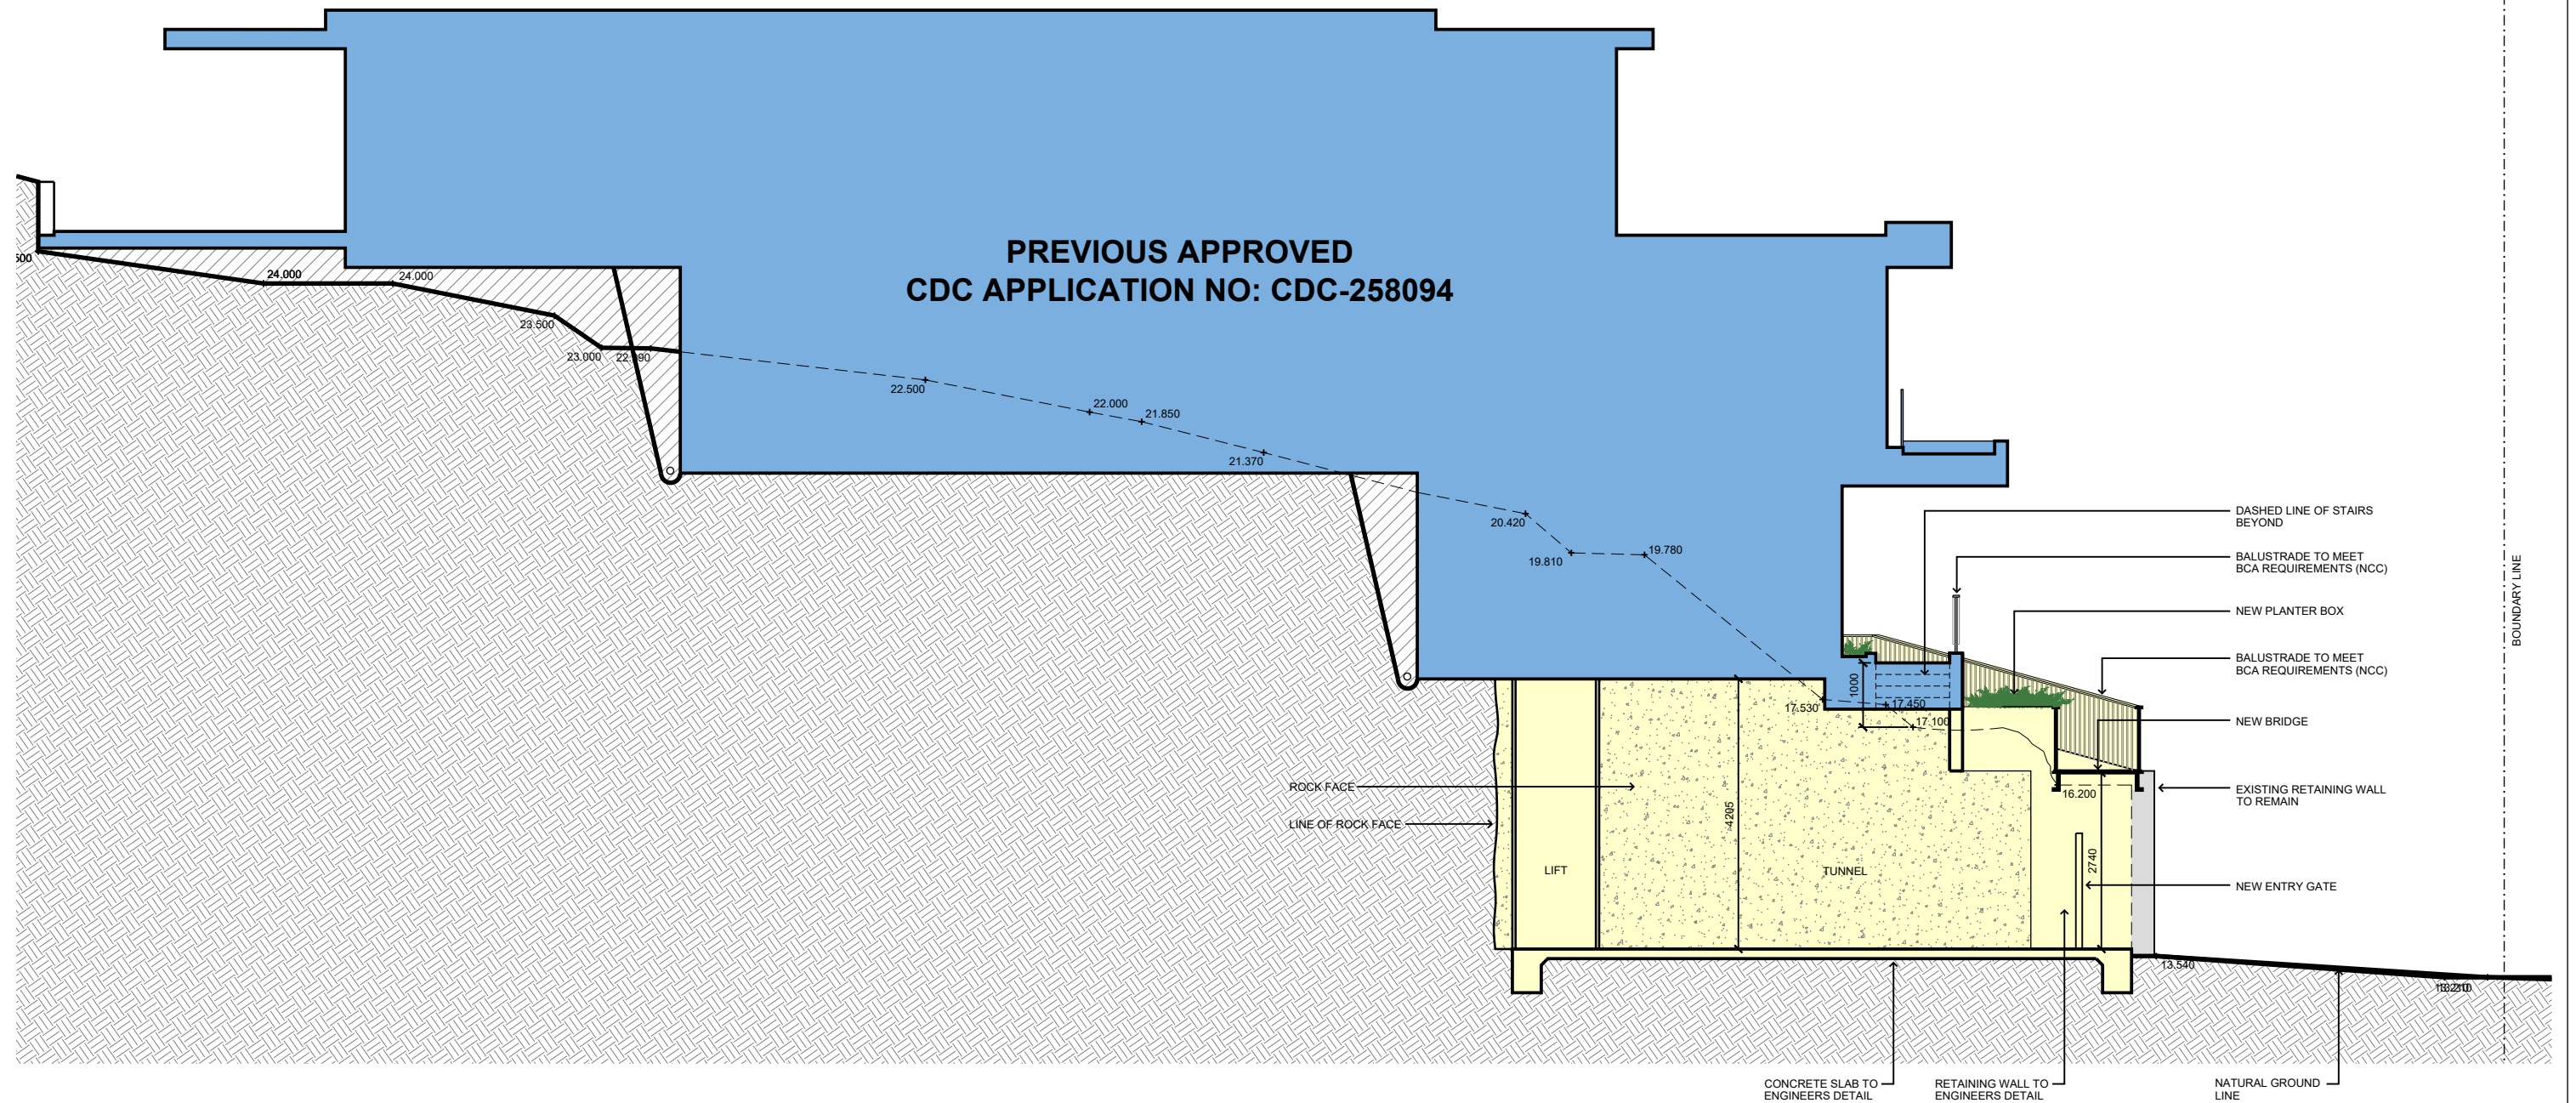 PREVIOUS APPROVED
CDC APPLICATION NO: CDC-258094
24.000
24.000
23.500
23.000
22.500
22.000
21.850
21.370
20.420
19.810
19.780
17.530
17.450
17.100
16.200
1000
4205
2740
13.540
ROCK FACE
LINE OF ROCK FACE
LIFT
TUNNEL
DASHED LINE OF STAIRS
BEYOND
BALUSTRADE TO MEET
BCA REQUIREMENTS (NCC)
NEW PLANTER BOX
BALUSTRADE TO MEET
BCA REQUIREMENTS (NCC)
NEW BRIDGE
EXISTING RETAINING WALL
TO REMAIN
NEW ENTRY GATE
BOUNDARY LINE
CONCRETE SLAB TO
ENGINEERS DETAIL
RETAINING WALL TO
ENGINEERS DETAIL
NATURAL GROUND
LINE